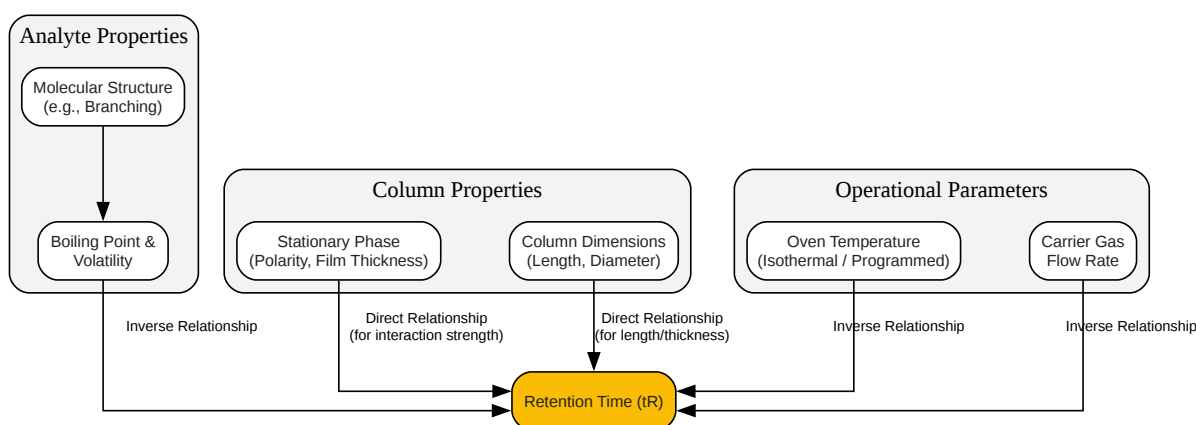 Analyte Properties
Molecular Structure
(e.g., Branching)
Boiling Point &
Volatility
Column Properties
Stationary Phase
(Polarity, Film Thickness)
Column Dimensions
(Length, Diameter)
Operational Parameters
Oven Temperature
(Isothermal / Programmed)
Carrier Gas
Flow Rate
Inverse Relationship
Direct Relationship
(for interaction strength)
Direct Relationship
(for length/thickness)
Inverse Relationship
Inverse Relationship
Retention Time (tR)